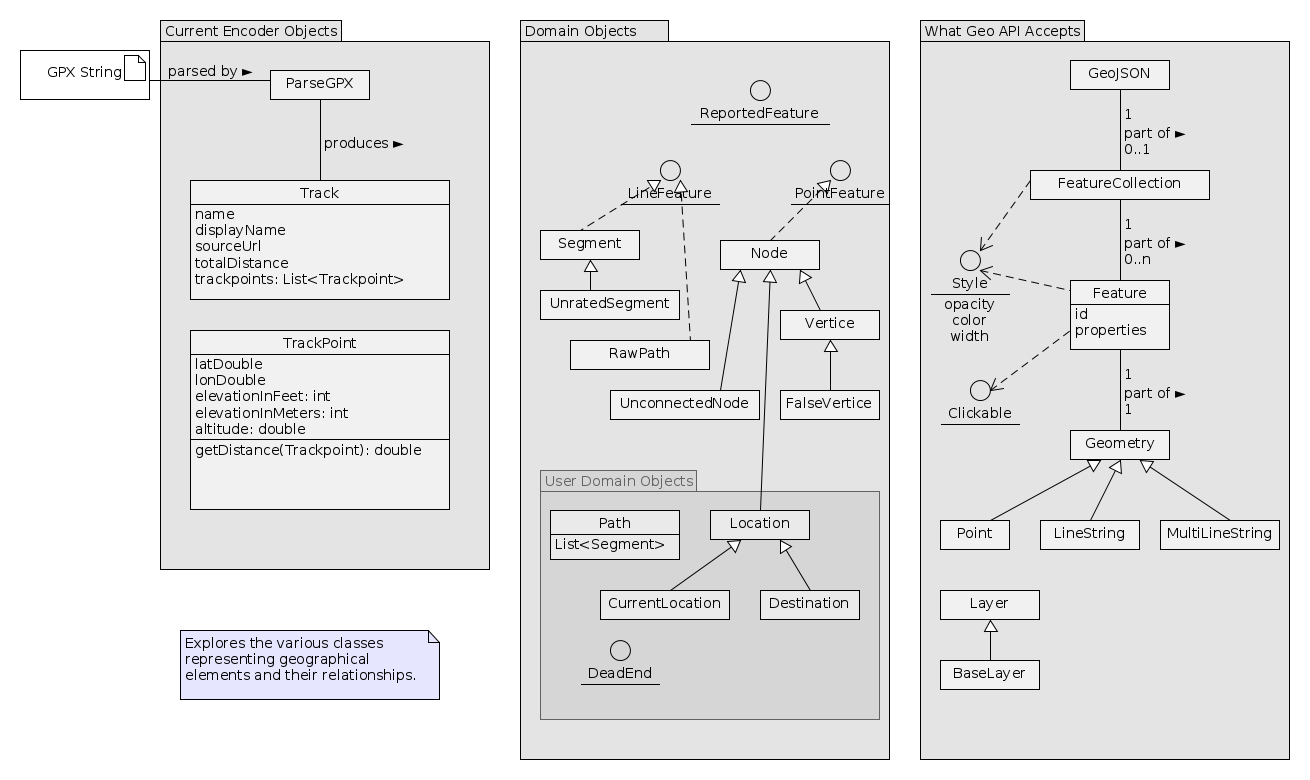 Current Encoder Objects
GPX String
parsed by ►
ParseGPX
produces ►
Track
name
displayName
sourceUrl
totalDistance
trackpoints: List<Trackpoint>
TrackPoint
latDouble
lonDouble
elevationInFeet: int
elevationInMeters: int
altitude: double
getDistance(Trackpoint): double
Explores the various classes
representing geographical
elements and their relationships.
Domain Objects
ReportedFeature
LineFeature
PointFeature
Segment
Node
UnratedSegment
Vertice
RawPath
UnconnectedNode
FalseVertice
User Domain Objects
Path
List<Segment>
Location
CurrentLocation
Destination
DeadEnd
What Geo API Accepts
GeoJSON
1
part of ►
0..1
FeatureCollection
1
part of ►
0..n
Style
opacity
color
width
Feature
id
properties
1
part of ►
1
Clickable
Geometry
Point
LineString
MultiLineString
Layer
BaseLayer